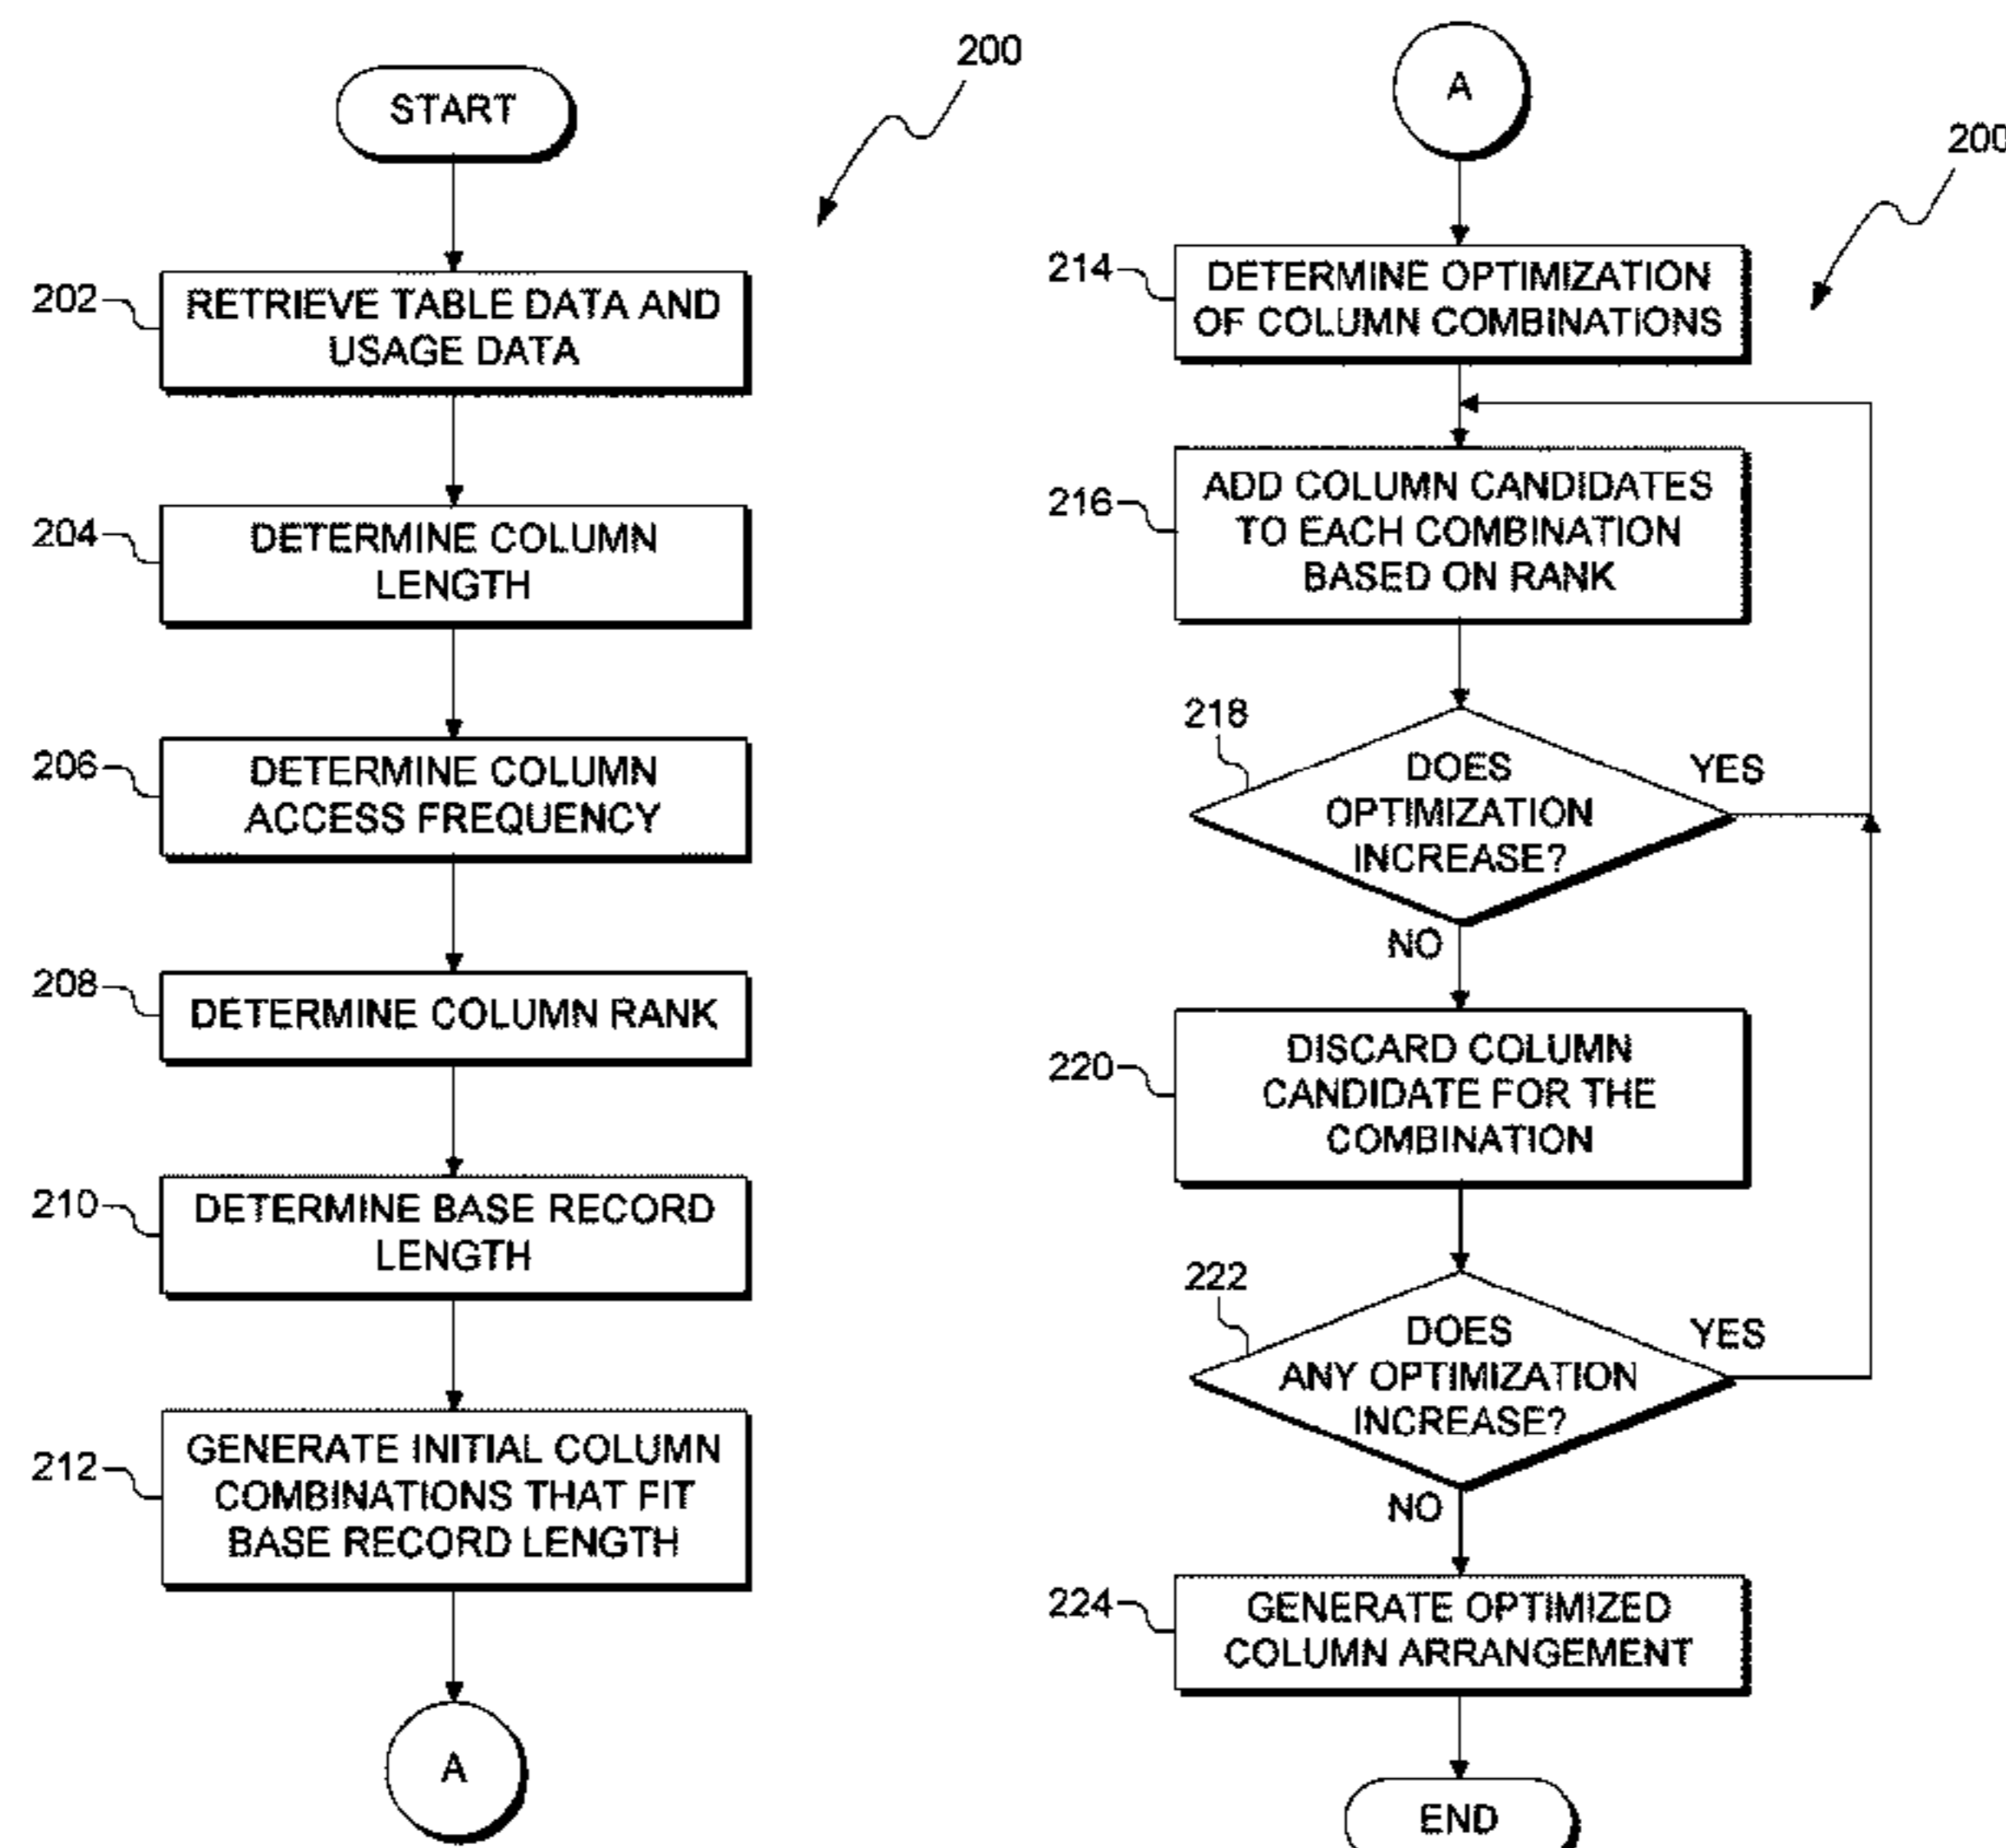 200
START
202
RETRIEVE TABLE DATA AND
USAGE DATA
204
DETERMINE COLUMN
LENGTH
206
DETERMINE COLUMN
ACCESS FREQUENCY
208
DETERMINE COLUMN RANK
210
DETERMINE BASE RECORD
LENGTH
212
GENERATE INITIAL COLUMN
COMBINATIONS THAT FIT
BASE RECORD LENGTH
A
A
200
214
DETERMINE OPTIMIZATION
OF COLUMN COMBINATIONS
216
ADD COLUMN CANDIDATES
TO EACH COMBINATION
BASED ON RANK
218
DOES
OPTIMIZATION
INCREASE?
YES
NO
220
DISCARD COLUMN
CANDIDATE FOR THE
COMBINATION
222
DOES
ANY OPTIMIZATION
INCREASE?
YES
NO
224
GENERATE OPTIMIZED
COLUMN ARRANGEMENT
END